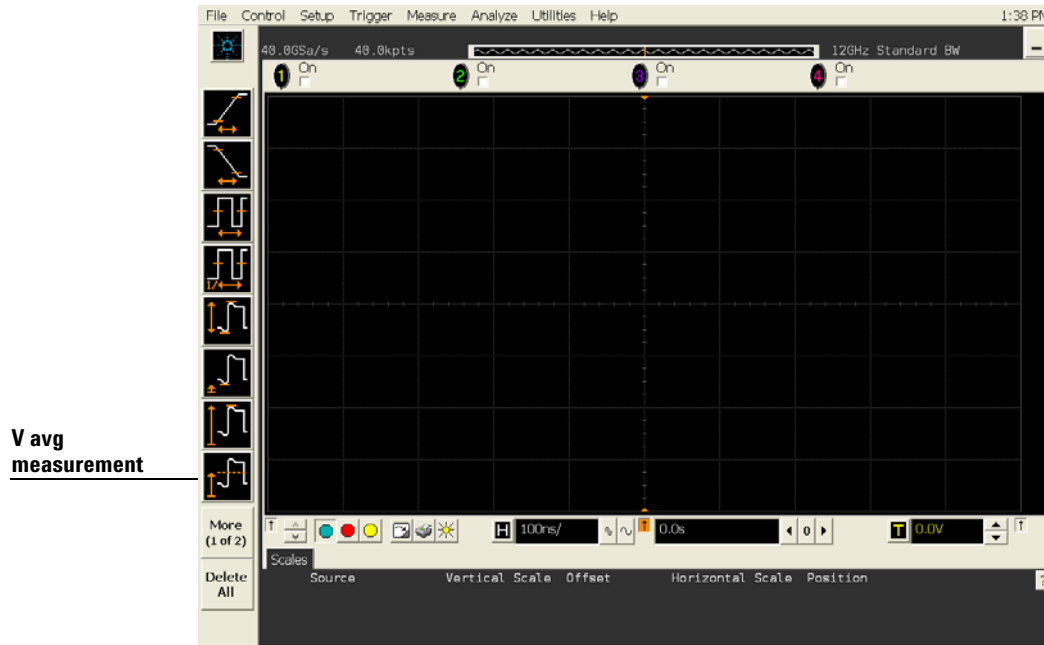 File Control Setup Trigger Measure Analyze Utilities Help 1:38 PM
40.0GSa/s 40.0kpts 12GHz Standard BW
1 On 2 On 3 On 4 On
1/
V avg
measurement
More
(1 of 2)
H 100ns/ 0.0s 0 T 0.0V
Scales
Delete
All
Source Vertical Scale Offset Horizontal Scale Position
?